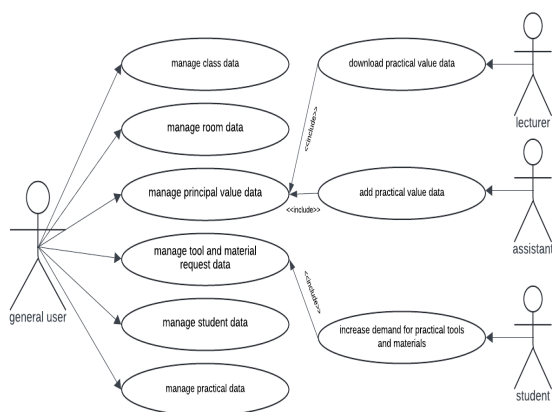 manage class data
download practical value data
<<include>>
lecturer
manage room data
manage principal value data
add practical value data
<<include>>
assistant
manage tool and material
request data
<<include>>
general user
manage student data
increase demand for practical tools
and materials
student
manage practical data